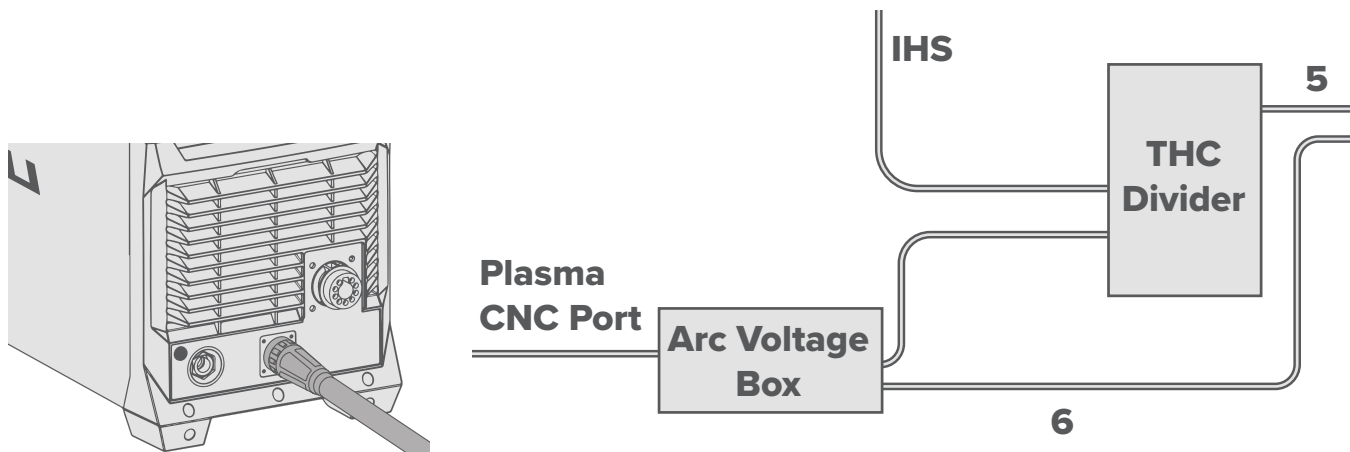 IHS
5
THC
Divider
Plasma
CNC Port
Arc Voltage
Box
6